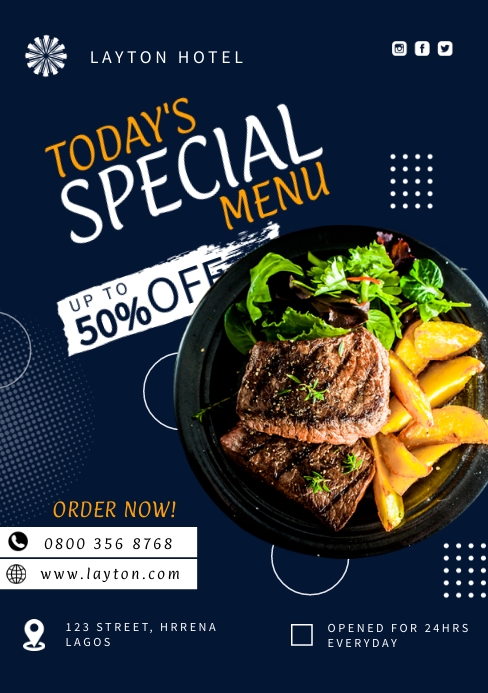 LAYTON HOTEL
TODAY'S
SPECIAL
MENU
UP TO
50% OFF
ORDER NOW!
0800 356 8768
www.layton.com
123 STREET, HRRENA
LAGOS
OPENED FOR 24HRS
EVERYDAY